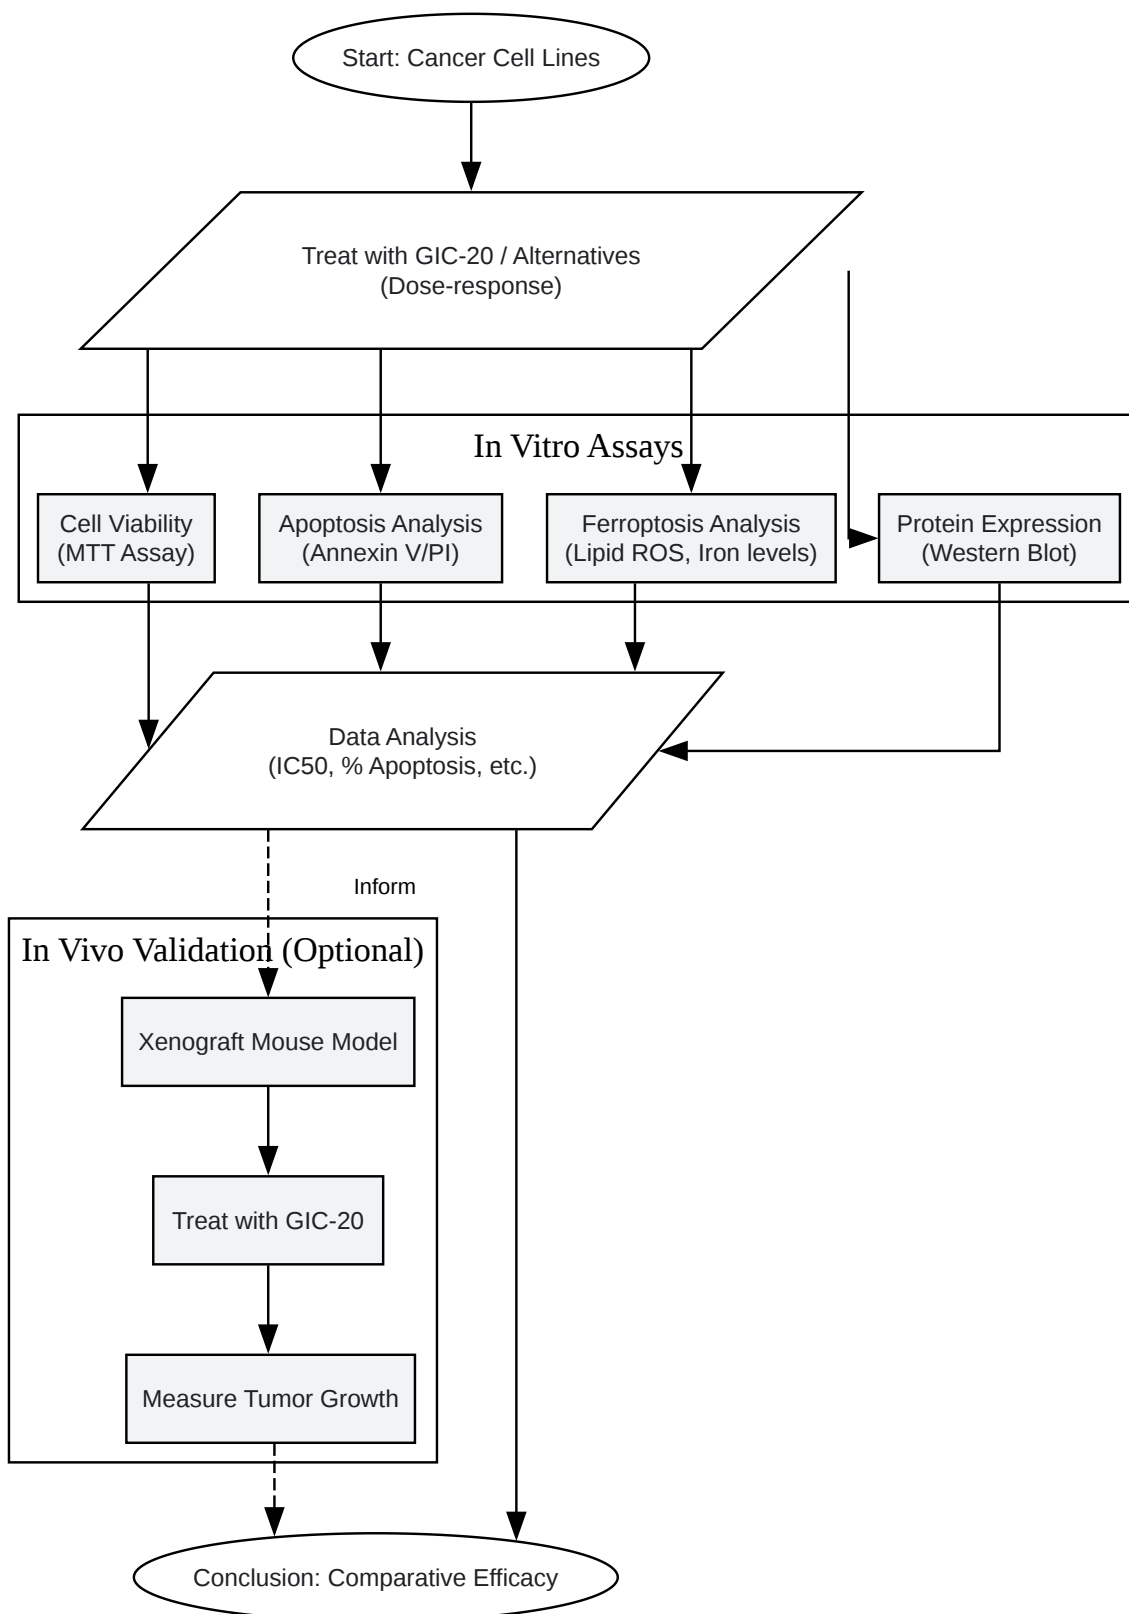 Start: Cancer Cell Lines
Treat with GIC-20 / Alternatives
(Dose-response)
In Vitro Assays
Cell Viability
(MTT Assay)
Apoptosis Analysis
(Annexin V/PI)
Ferroptosis Analysis
(Lipid ROS, Iron levels)
Protein Expression
(Western Blot)
Data Analysis
(IC50, % Apoptosis, etc.)
Inform
In Vivo Validation (Optional)
Xenograft Mouse Model
Treat with GIC-20
Measure Tumor Growth
Conclusion: Comparative Efficacy